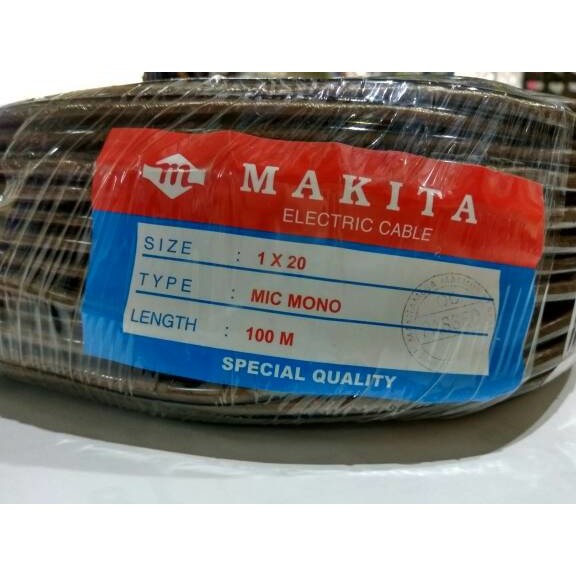 m MAKITA
ELECTRIC CABLE
SIZE : 1 X 20
TYPE : MIC MONO
LENGTH : 100 M
SPECIAL QUALITY